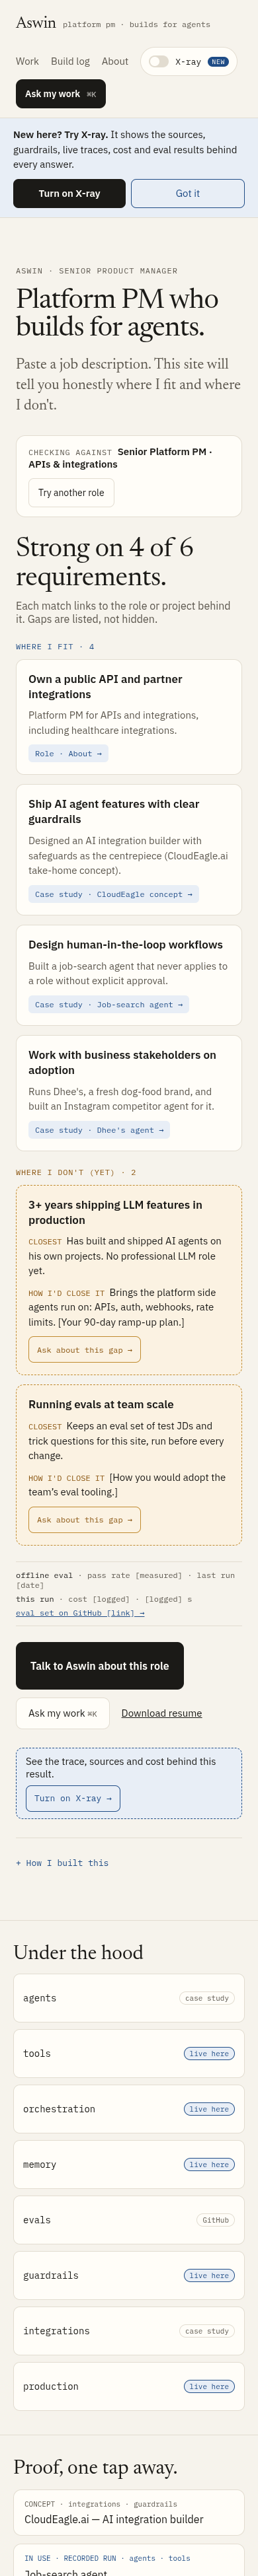 Aswin platform pm · builds for agents
Work Build log About X-ray NEW
Ask my work ⌘K
New here? Try X-ray. It shows the sources,
guardrails, live traces, cost and eval results behind
every answer.
Turn on X-ray Got it
ASWIN · SENIOR PRODUCT MANAGER
Platform PM who
builds for agents.
Paste a job description. This site will
tell you honestly where I fit and where
I don't.
CHECKING AGAINST Senior Platform PM ·
APIs & integrations
Try another role
Strong on 4 of 6
requirements.
Each match links to the role or project behind
it. Gaps are listed, not hidden.
WHERE I FIT · 4
Own a public API and partner
integrations
Platform PM for APIs and integrations,
including healthcare integrations.
Role · About →
Ship AI agent features with clear
guardrails
Designed an AI integration builder with
safeguards as the centrepiece (CloudEagle.ai
take-home concept).
Case study · CloudEagle concept →
Design human-in-the-loop workflows
Built a job-search agent that never applies to
a role without explicit approval.
Case study · Job-search agent →
Work with business stakeholders on
adoption
Runs Dhee's, a fresh dog-food brand, and
built an Instagram competitor agent for it.
Case study · Dhee's agent →
WHERE I DON'T (YET) · 2
3+ years shipping LLM features in
production
CLOSEST Has built and shipped AI agents on
his own projects. No professional LLM role
yet.
HOW I'D CLOSE IT Brings the platform side
agents run on: APIs, auth, webhooks, rate
limits. [Your 90-day ramp-up plan.]
Ask about this gap →
Running evals at team scale
CLOSEST Keeps an eval set of test JDs and
trick questions for this site, run before every
change.
HOW I'D CLOSE IT [How you would adopt the
team's eval tooling.]
Ask about this gap →
offline eval · pass rate [measured] · last run
[date]
this run · cost [logged] · [logged] s
eval set on GitHub [link] →
Talk to Aswin about this role
Ask my work ⌘K Download resume
See the trace, sources and cost behind this
result.
Turn on X-ray →
+ How I built this
Under the hood
agents case study
tools live here
orchestration live here
memory live here
evals GitHub
guardrails live here
integrations case study
production live here
Proof, one tap away.
CONCEPT · integrations · guardrails
CloudEagle.ai — AI integration builder
IN USE · RECORDED RUN · agents · tools
Job-search agent